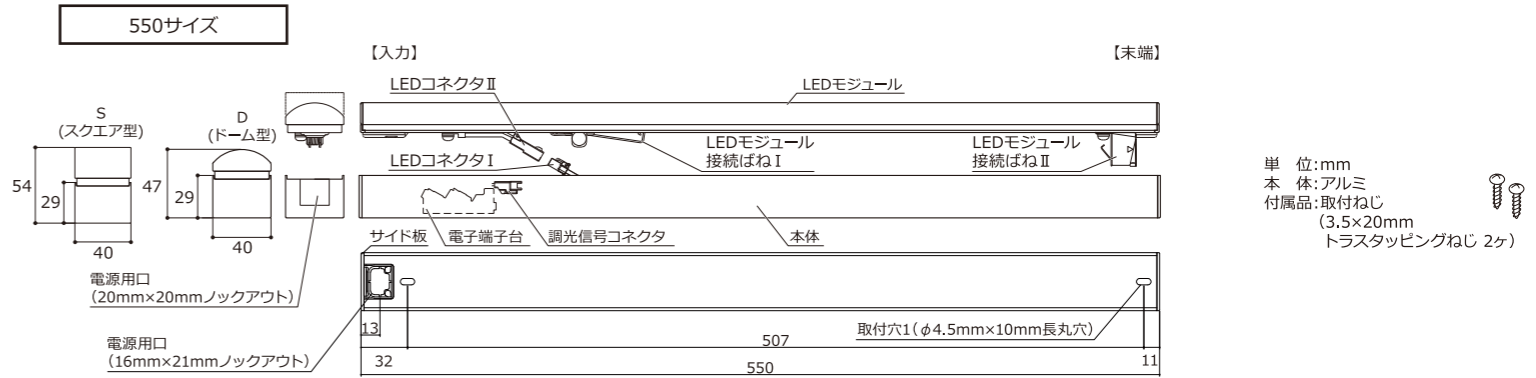 550サイズ
【入力】
【末端】
LEDコネクタⅡ
LEDモジュール
S
(スクエア型)
D
(ドーム型)
LEDコネクタⅠ
LEDモジュール
接続ばねⅠ
LEDモジュール
接続ばねⅡ
54
29
40
47
29
40
サイド板
電子端子台
調光信号コネクタ
本体
電源用口
（20mm×20mmノックアウト）
電源用口
（16mm×21mmノックアウト）
取付穴1（φ4.5mm×10mm長丸穴）
13
32
507
11
550
単　位:mm
本　体:アルミ
付属品:取付ねじ
（3.5×20mm
トラスタッピングねじ 2ヶ）